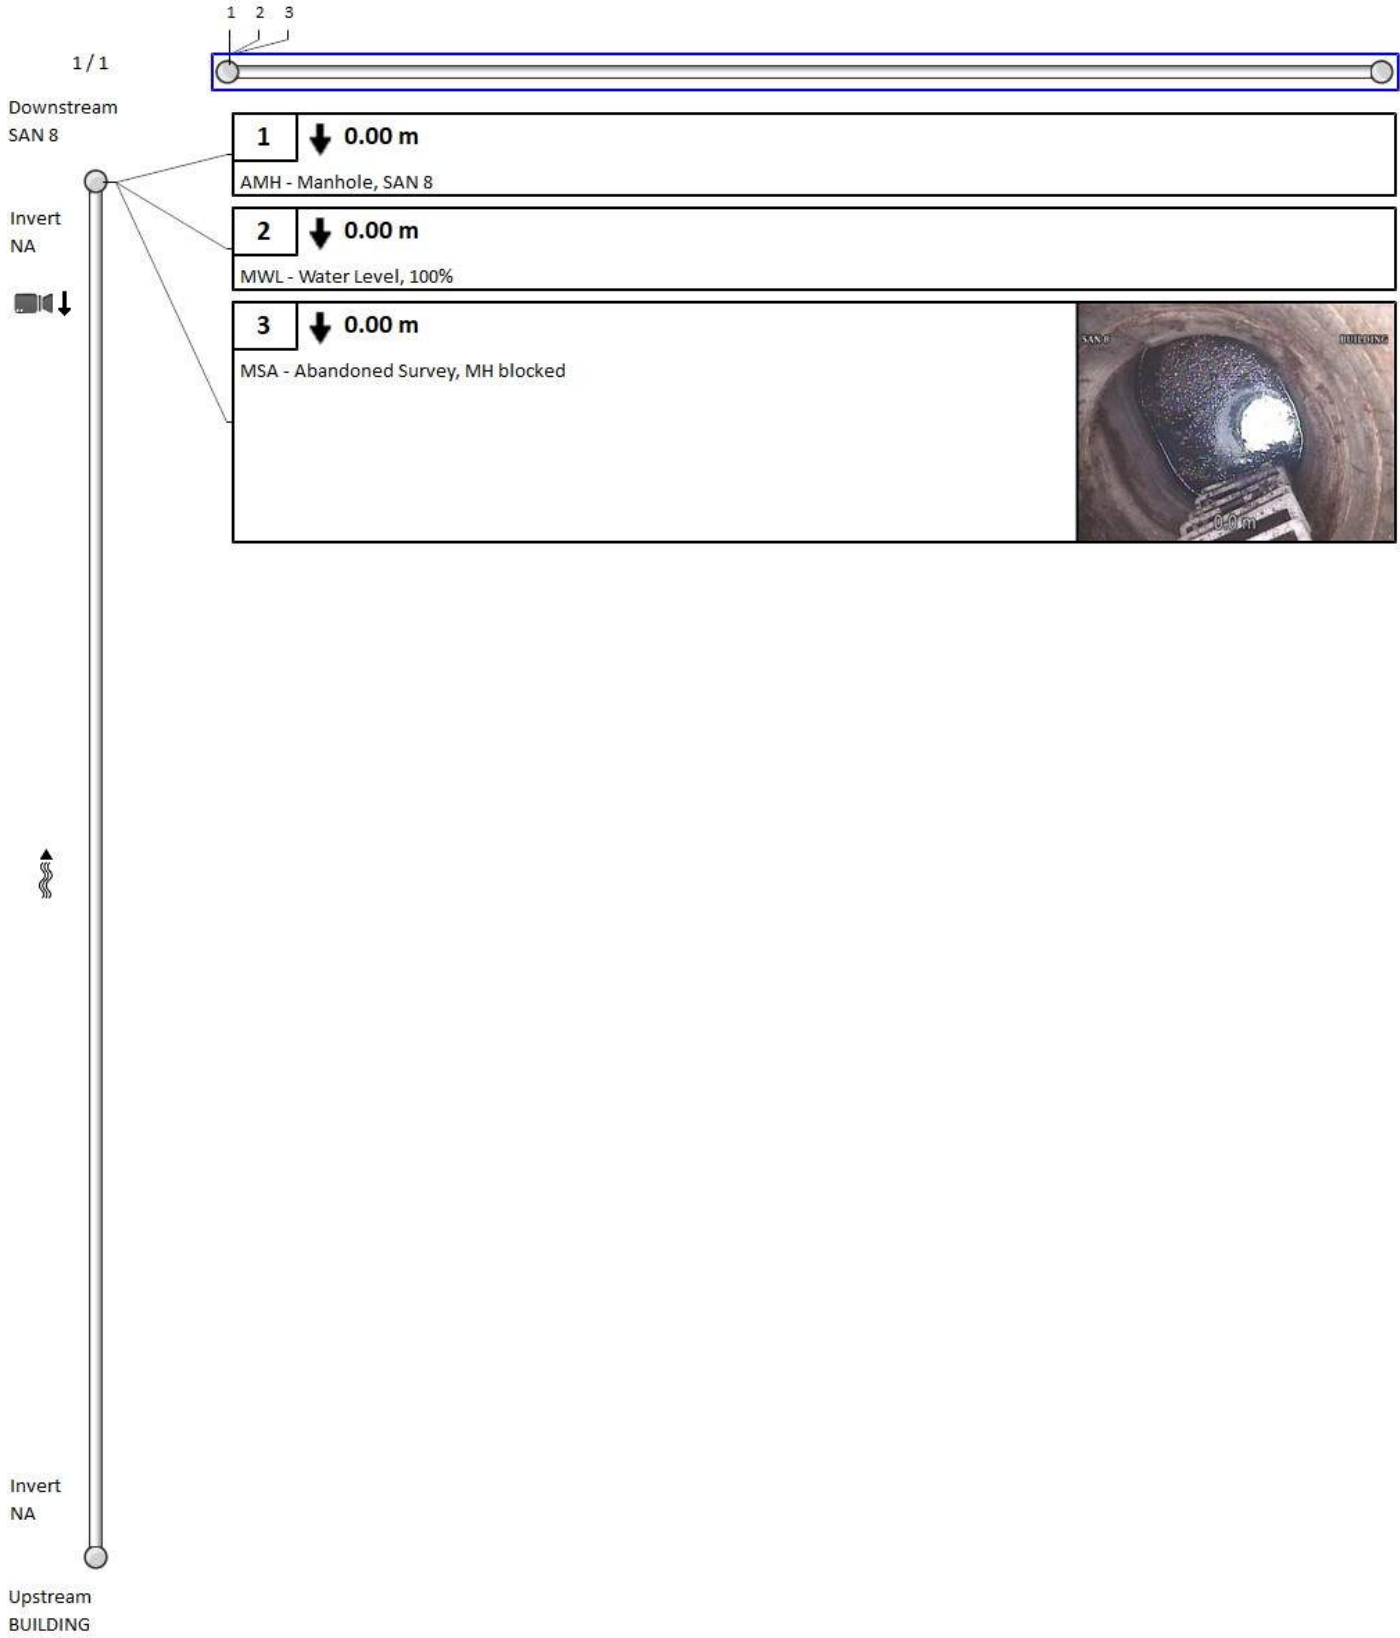 1 2 3
1 / 1
Downstream
SAN 8
1 0.00 m
AMH - Manhole, SAN 8
Invert
NA
2 0.00 m
MWL - Water Level, 100%
3 0.00 m
MSA - Abandoned Survey, MH blocked
SAN 8 BUILDING
0.0 m
Invert
NA
Upstream
BUILDING